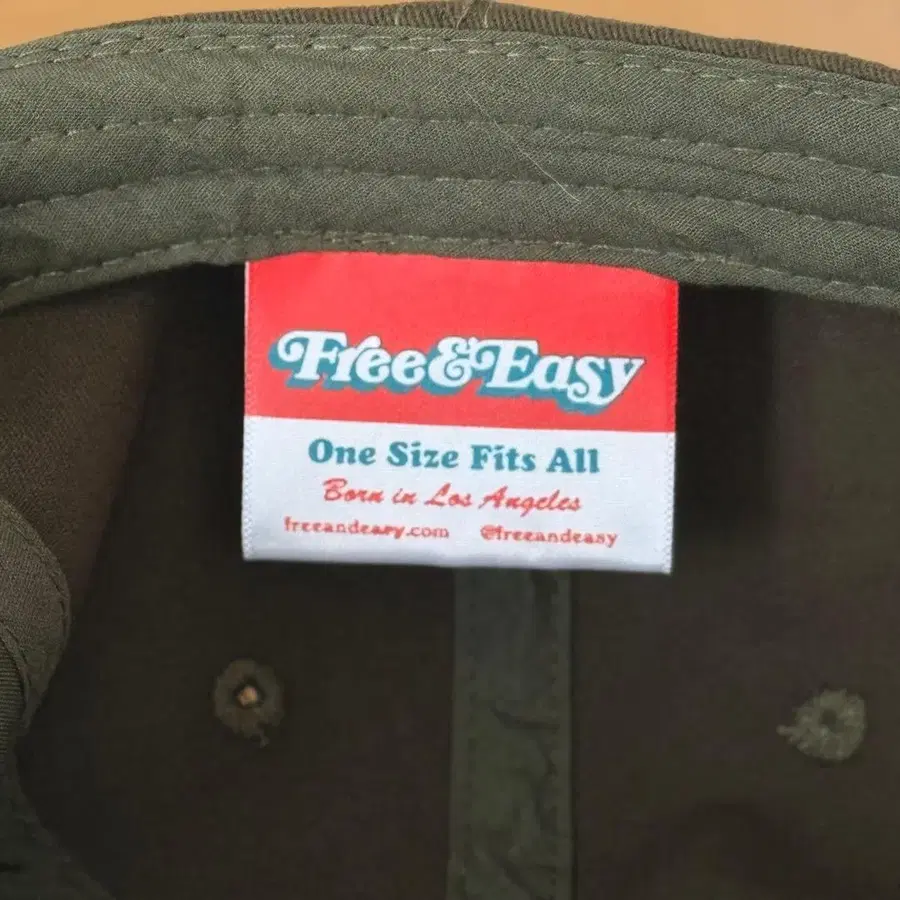 Free&Easy
One Size Fits All
Born in Los Angeles
freeandeasy.com @freeandeasy